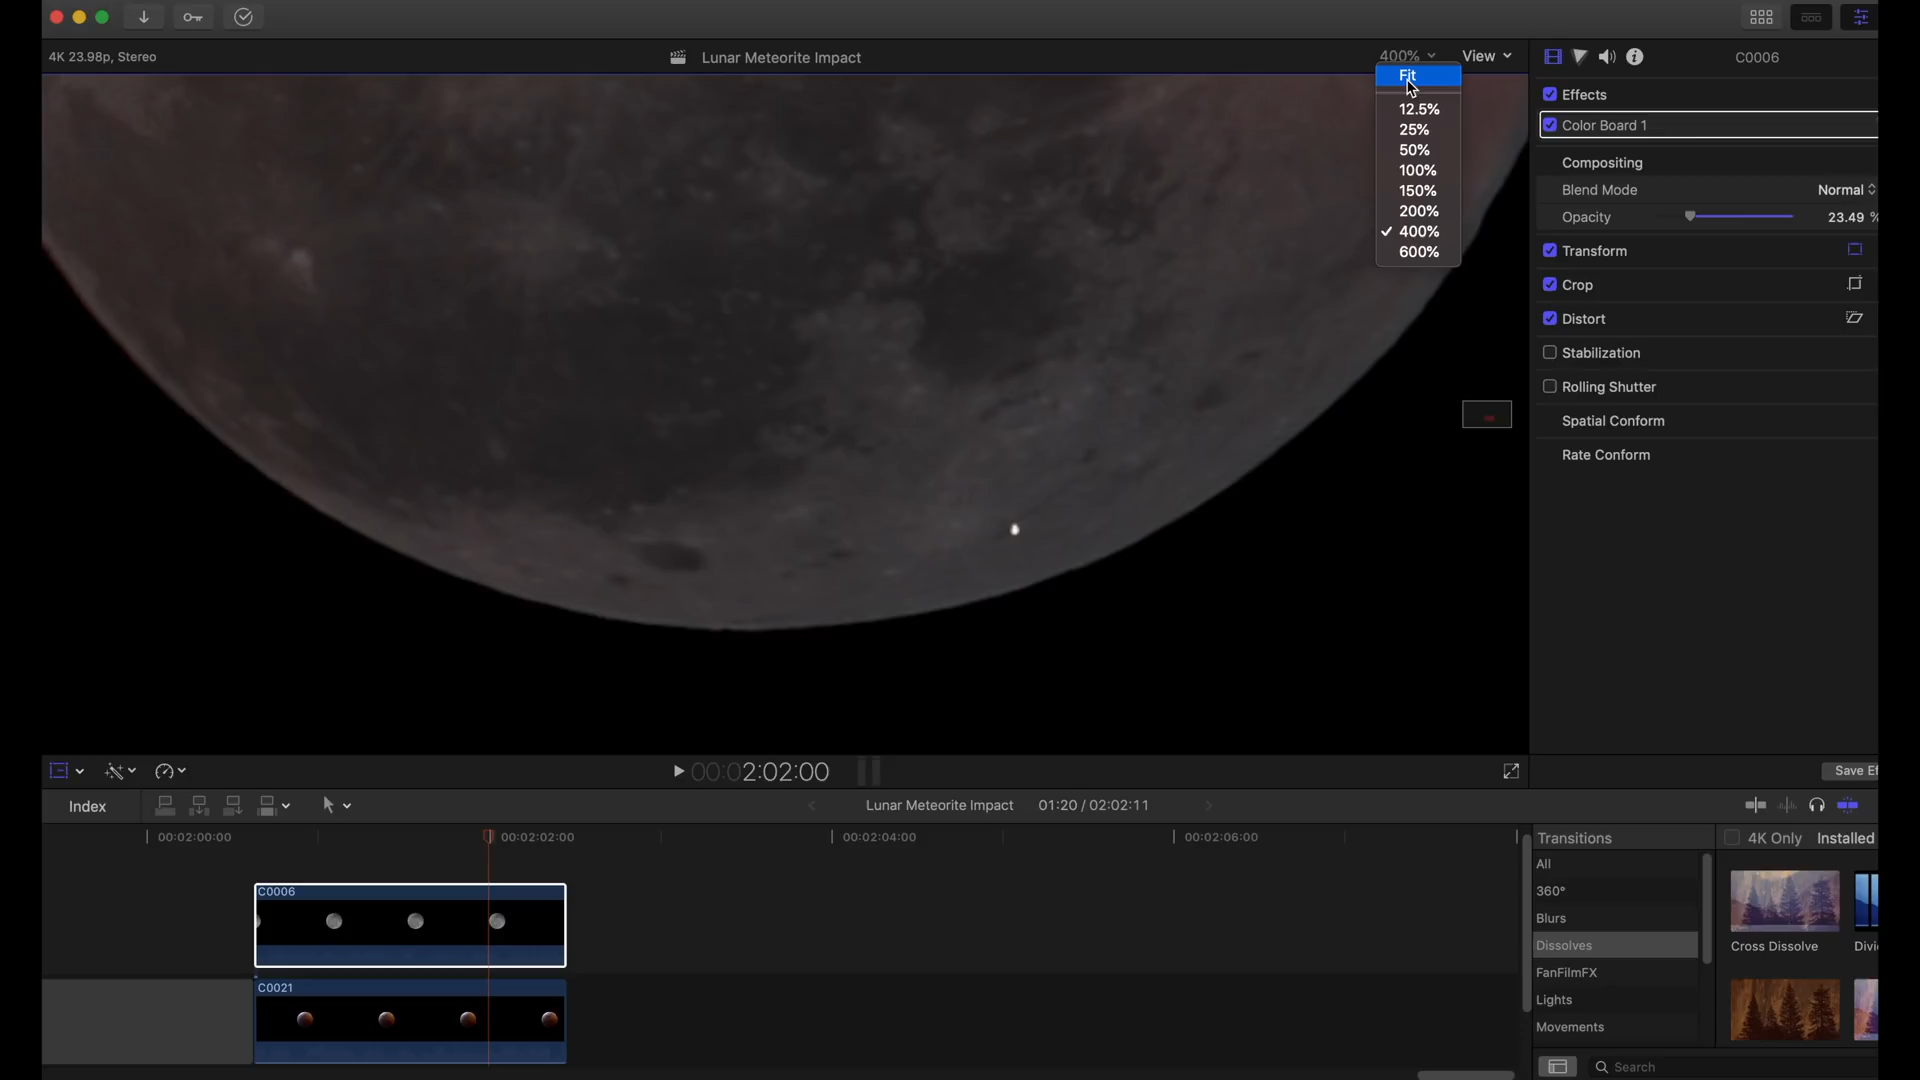 4K 23.98p, Stereo
Lunar Meteorite Impact
400%
View
C0006
Fit
12.5%
25%
50%
100%
150%
200%
400%
600%
Effects
Color Board 1
Compositing
Blend Mode
Normal
Opacity
23.49 %
Transform
Crop
Distort
Stabilization
Rolling Shutter
Spatial Conform
Rate Conform
00:02:02:00
Save Ef
Index
Lunar Meteorite Impact
01:20 / 02:02:11
00:02:00:00
00:02:02:00
00:02:04:00
00:02:06:00
C0006
C0021
Transitions
4K Only
Installed
All
360°
Blurs
Dissolves
FanFilmFX
Lights
Movements
Cross Dissolve
Divi
Search